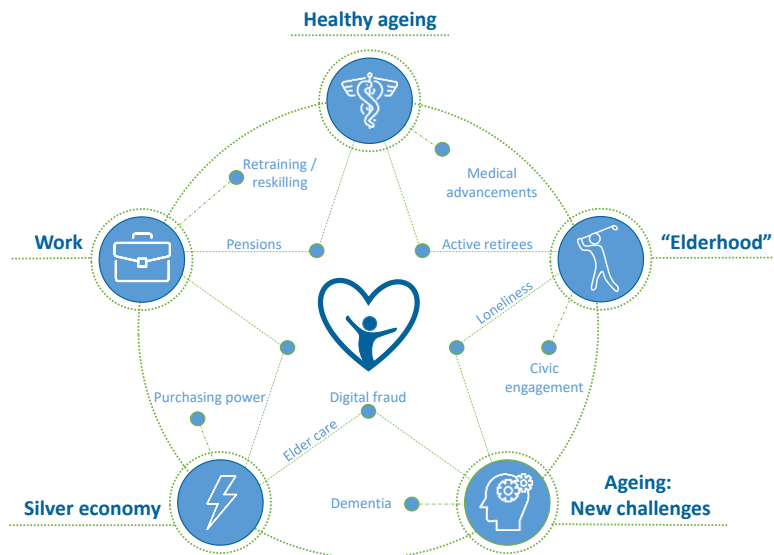 Healthy ageing
Retraining /
reskilling
Medical
advancements
Work
Pensions
Active retirees
“Elderhood”
Loneliness
Civic
engagement
Purchasing power
Digital fraud
Elder care
Silver economy
Dementia
Ageing:
New challenges